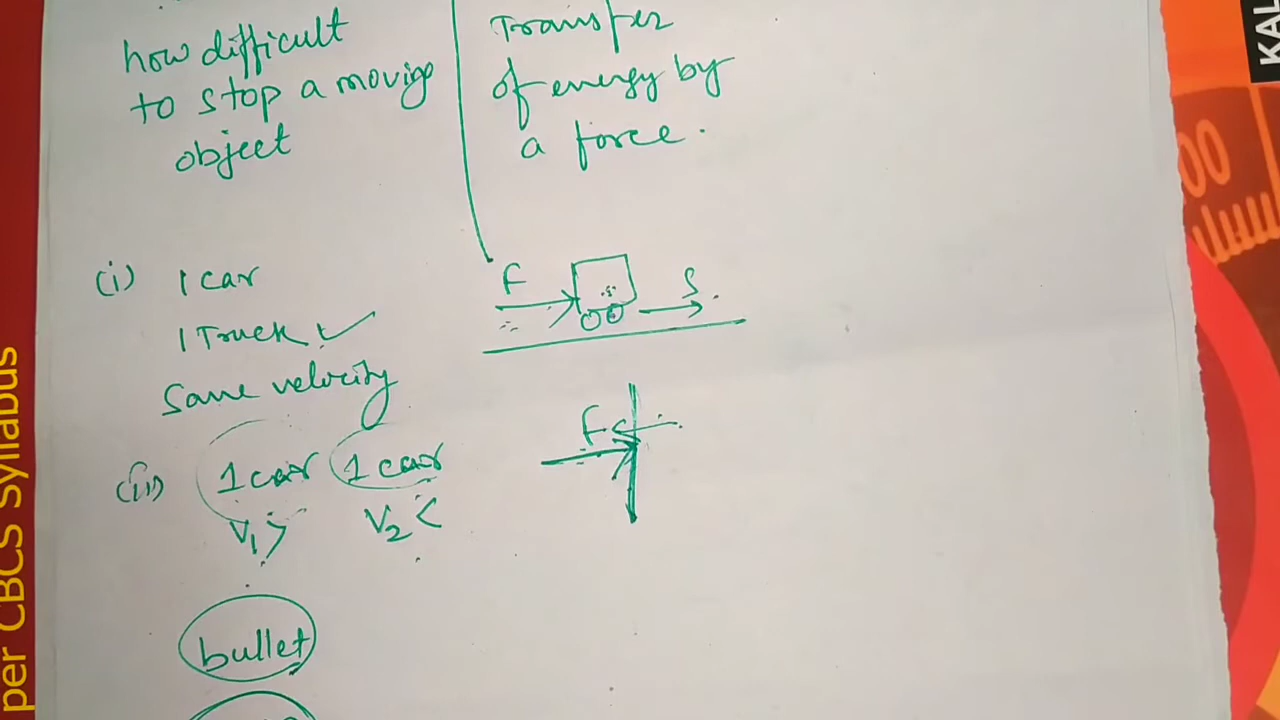 how difficult
to stop a moving
object
Transfer
of energy by
a force.
(i) 1 car
1 Truck ✓
Same velocity
(ii) 1 car 1 car
V₁ > V₂ <
bullet
F S
F
per CBCS Syllabus
KAL
00